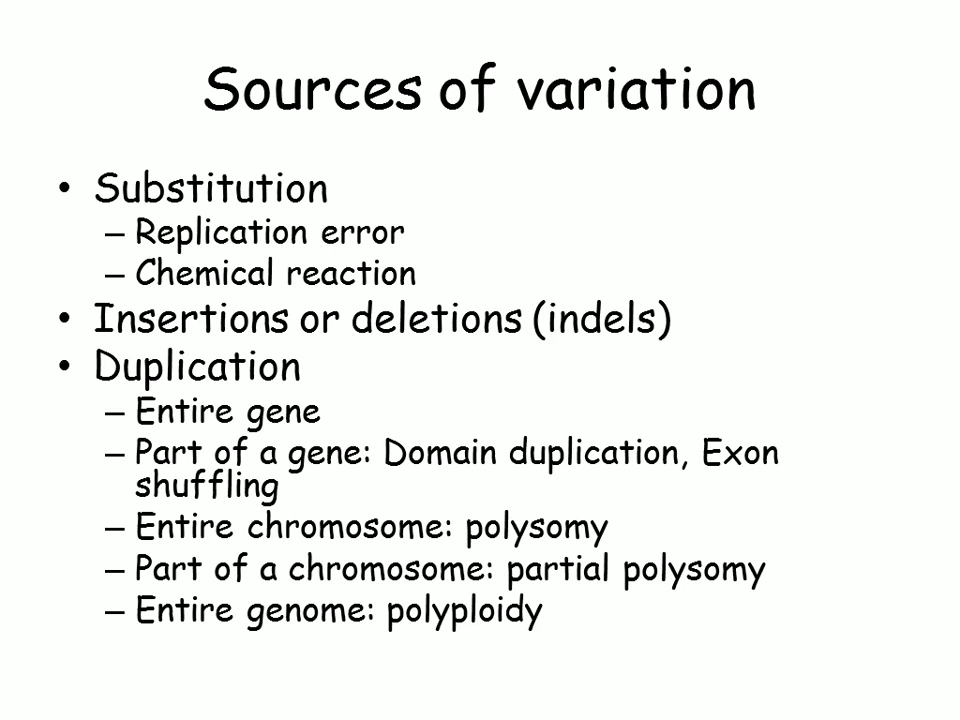 Sources of variation
• Substitution
– Replication error
– Chemical reaction
• Insertions or deletions (indels)
• Duplication
– Entire gene
– Part of a gene: Domain duplication, Exon
shuffling
– Entire chromosome: polysomy
– Part of a chromosome: partial polysomy
– Entire genome: polyploidy